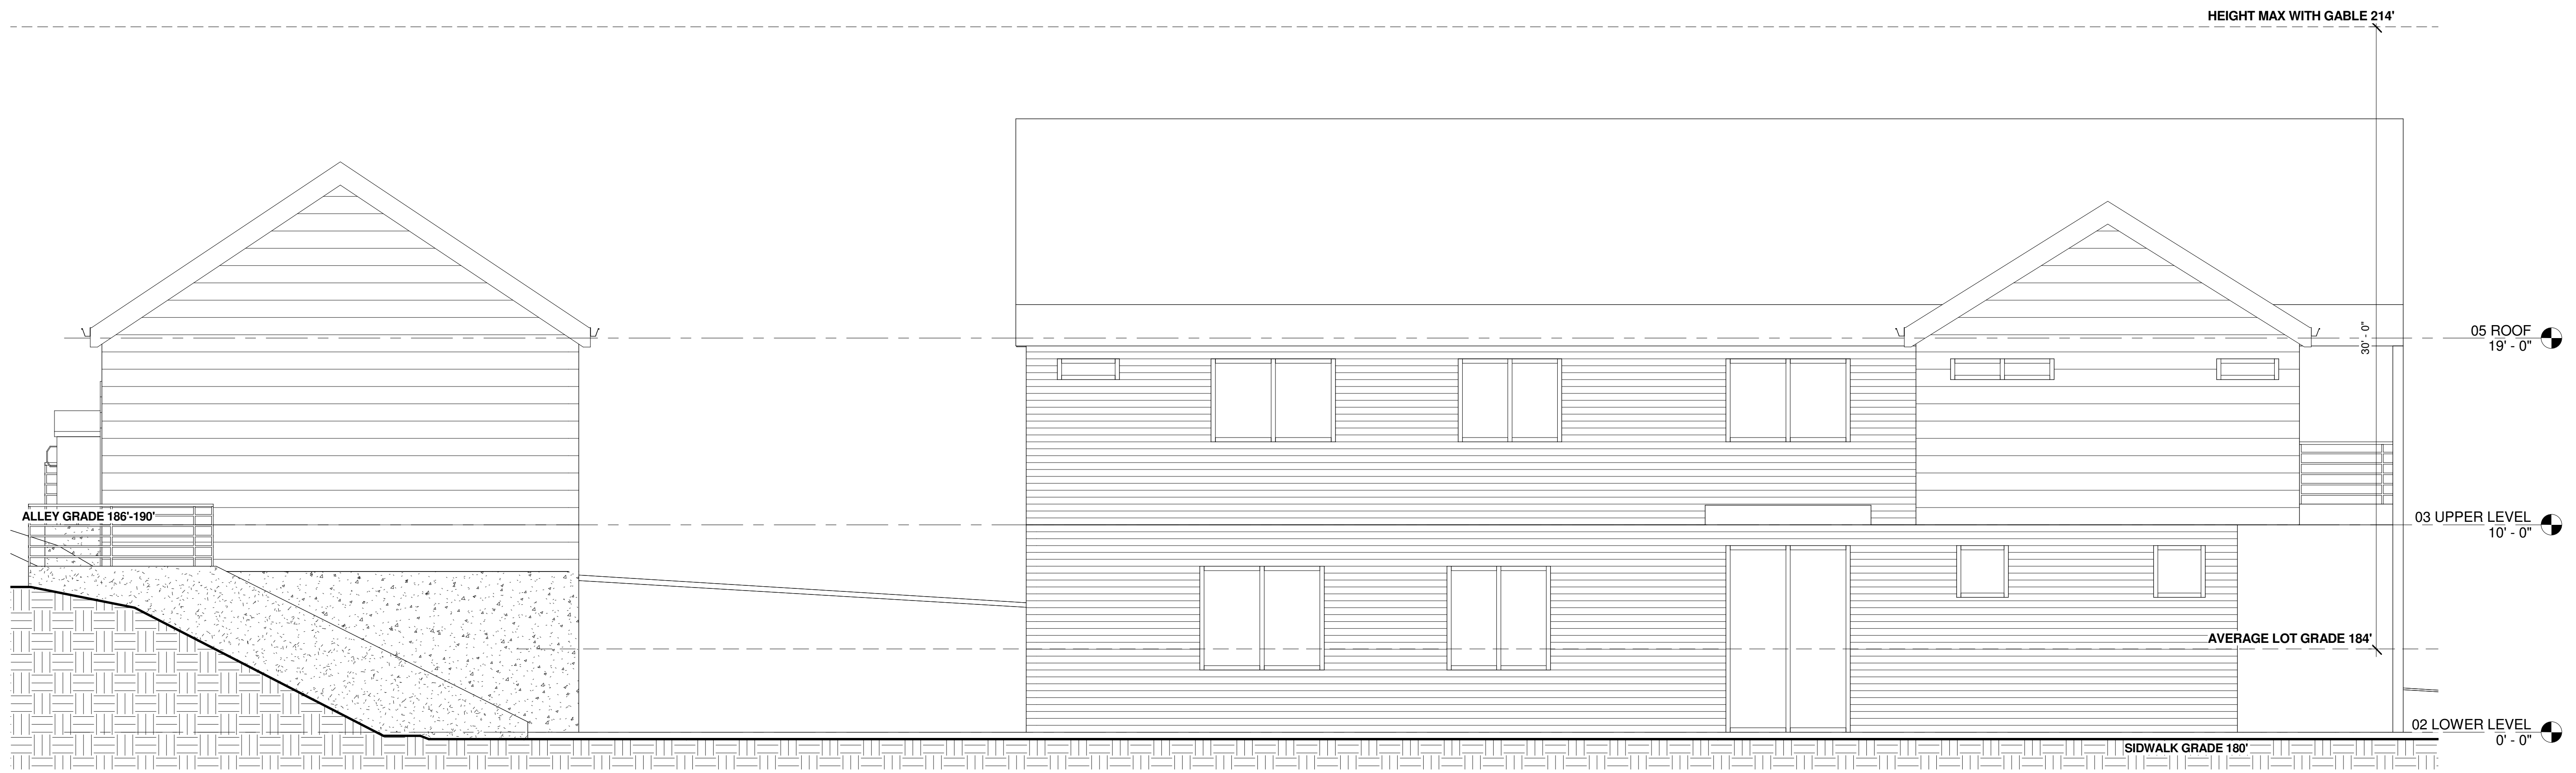 HEIGHT MAX WITH GABLE 214'
05 ROOF
19' - 0"
30' - 0"
ALLEY GRADE 186'-190'
03 UPPER LEVEL
10' - 0"
AVERAGE LOT GRADE 184'
02 LOWER LEVEL
0' - 0"
SIDWALK GRADE 180'